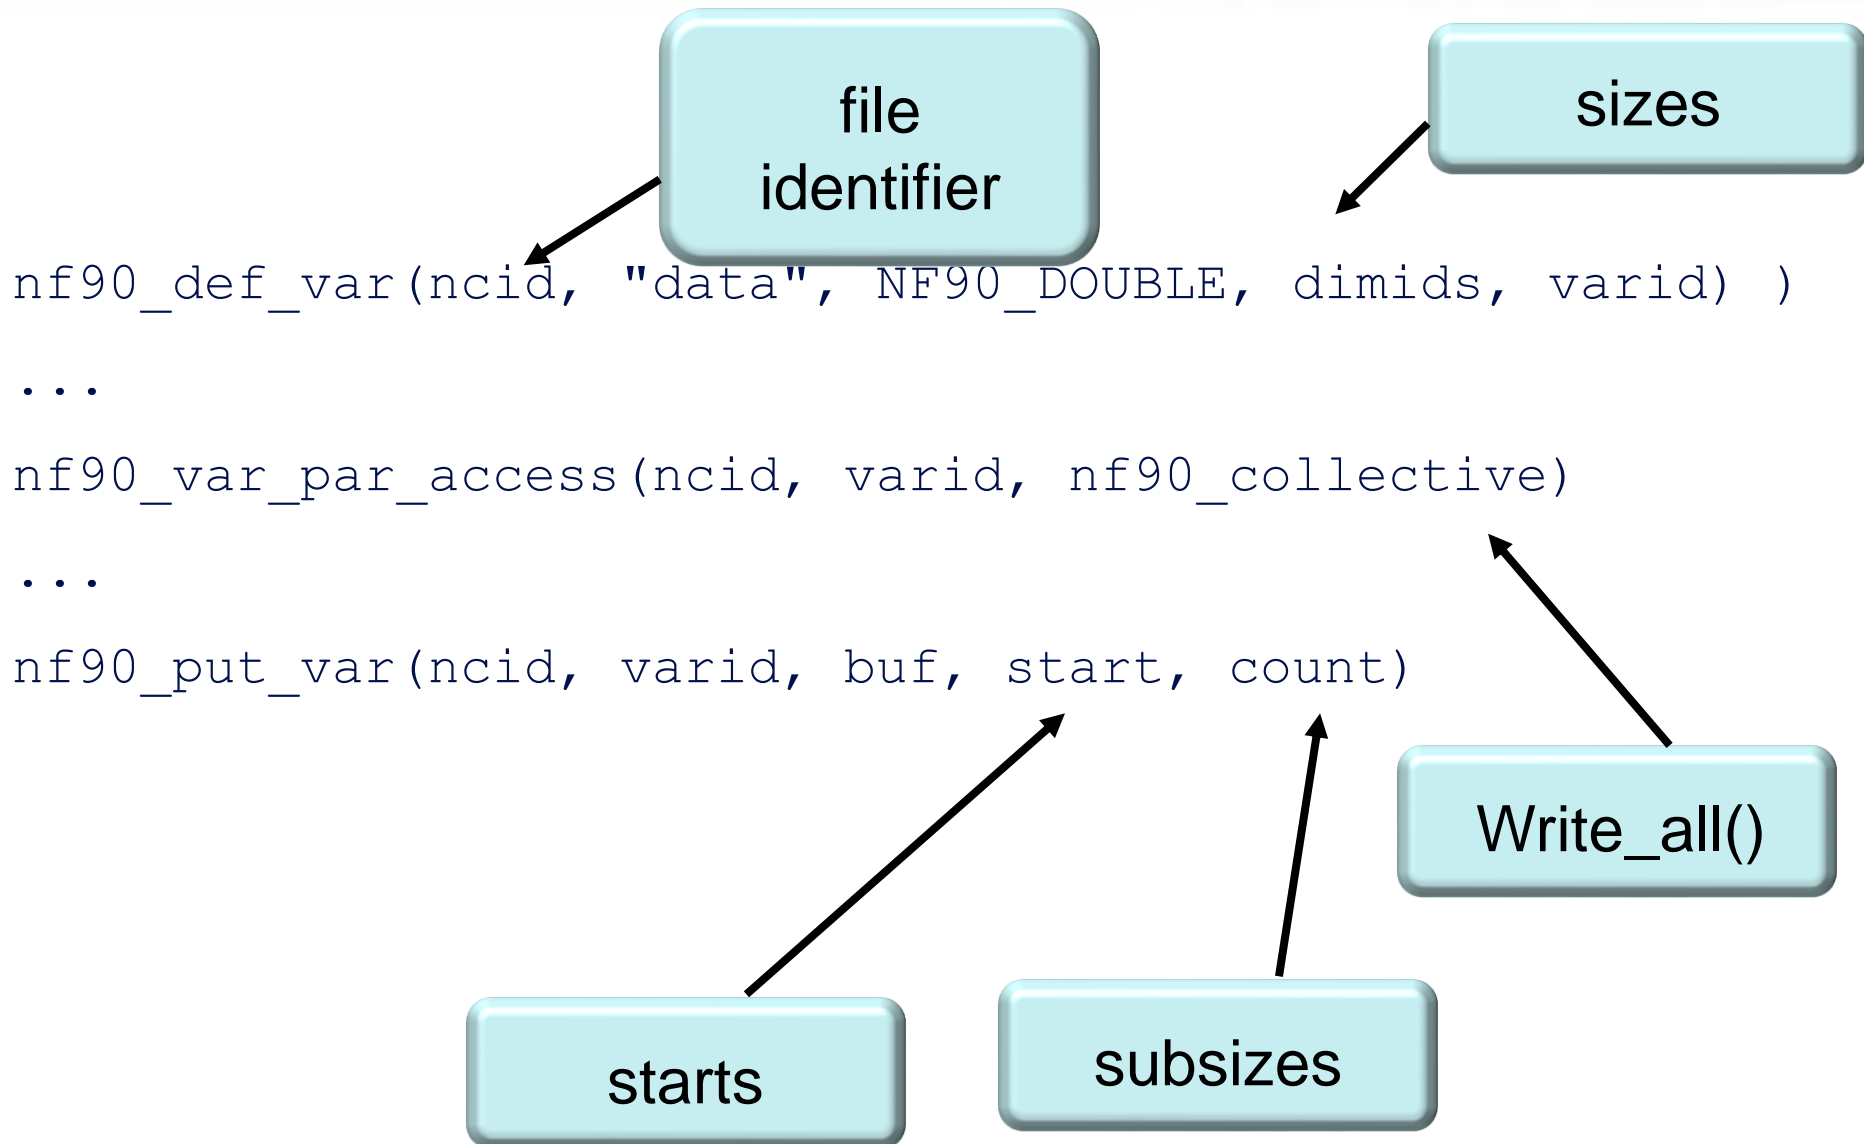 file
identifier
sizes
nf90_def_var(ncid, "data", NF90_DOUBLE, dimids, varid) )
...
nf90_var_par_access(ncid, varid, nf90_collective)
...
nf90_put_var(ncid, varid, buf, start, count)
Write_all()
starts
subsizes